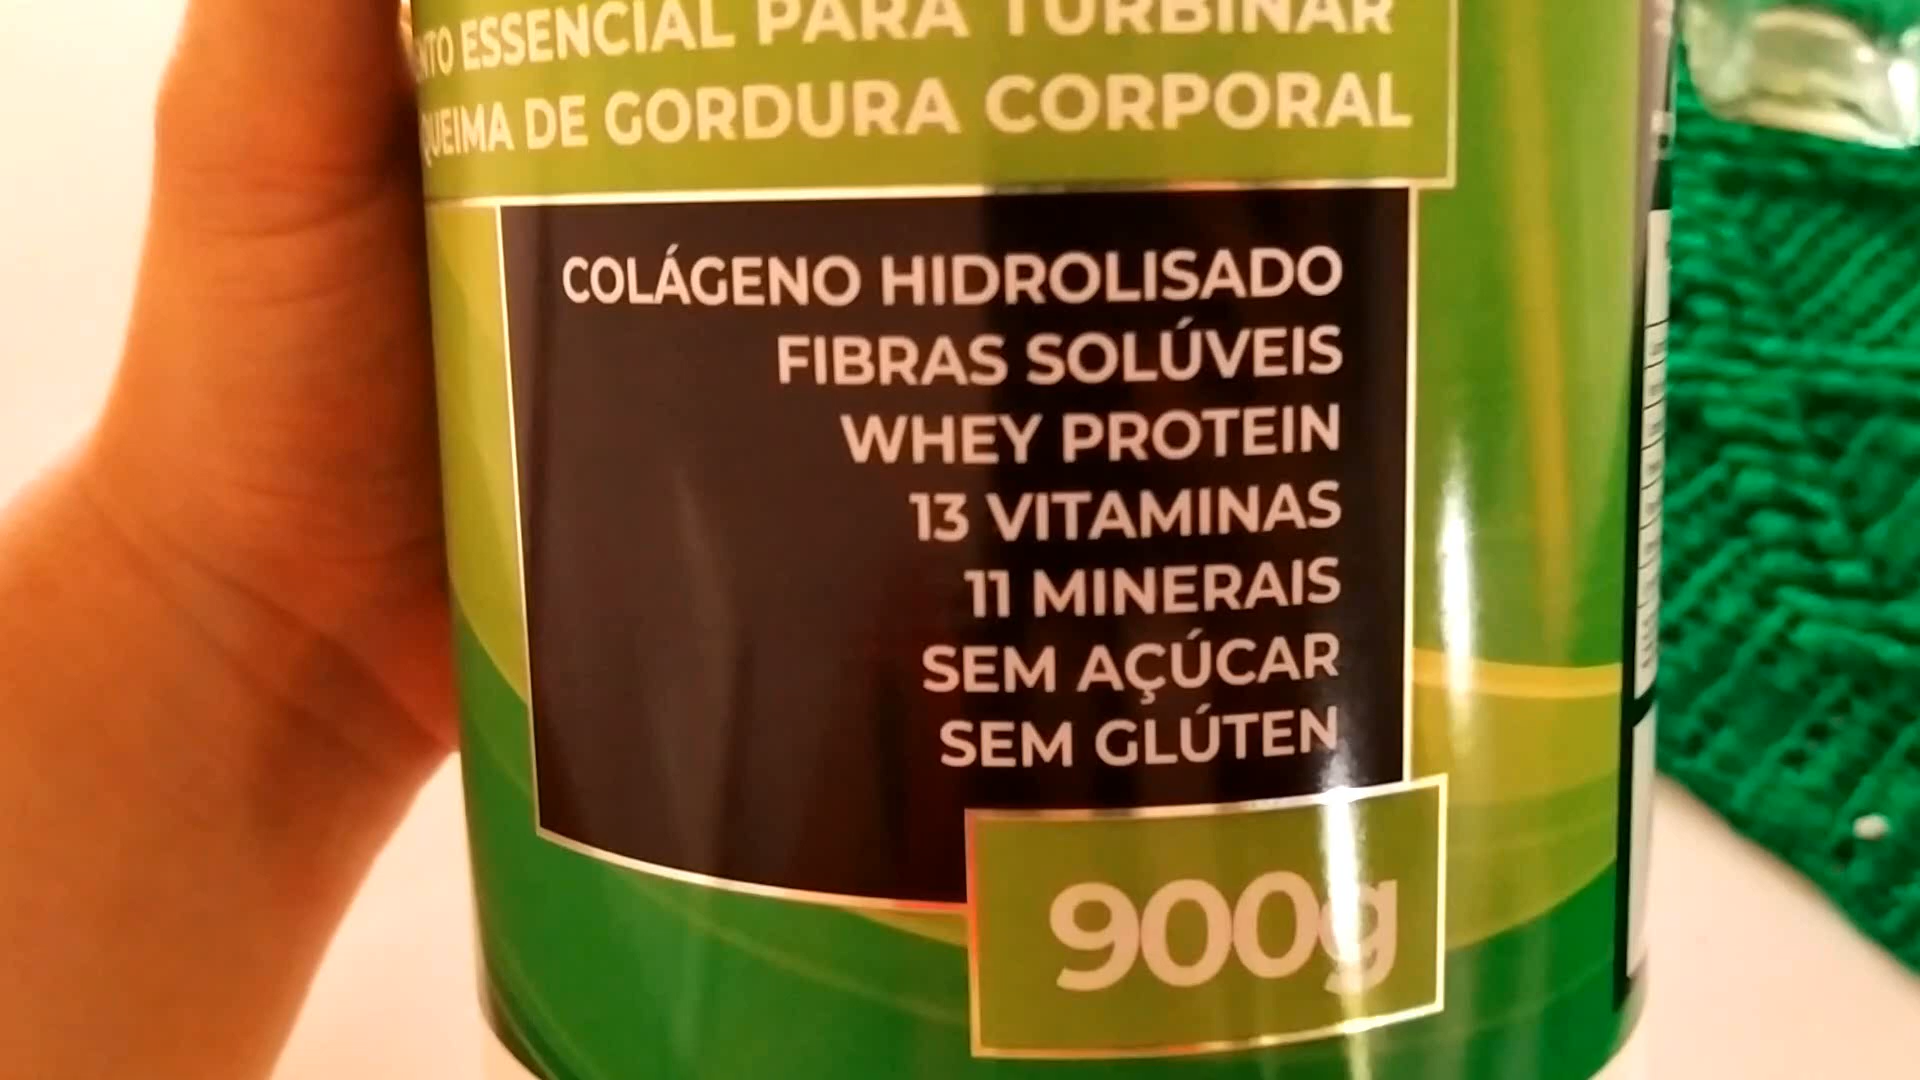 ESSENCIAL PARA TURBINAR
QUEIMA DE GORDURA CORPORAL
COLÁGENO HIDROLISADO
FIBRAS SOLÚVEIS
WHEY PROTEIN
13 VITAMINAS
11 MINERAIS
SEM AÇÚCAR
SEM GLÚTEN
900g